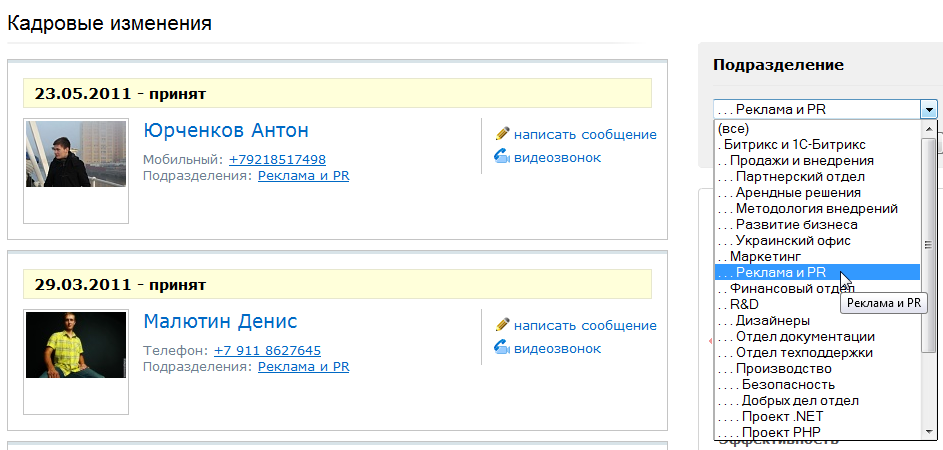 Кадровые изменения
23.05.2011 - принят
Юрченков Антон
Мобильный: +79218517498
Подразделения: Реклама и PR
написать сообщение
видеозвонок
29.03.2011 - принят
Малютин Денис
Телефон: +7 911 8627645
Подразделения: Реклама и PR
написать сообщение
видеозвонок
Подразделение
. . . Реклама и PR
(все)
. Битрикс и 1С-Битрикс
. . Продажи и внедрения
. . . Партнерский отдел
. . . Арендные решения
. . . Методология внедрений
. . . Развитие бизнеса
. . . Украинский офис
. . Маркетинг
. . . Реклама и PR
. . Финансовый отдел
Реклама и PR
. . R&D
. . . Дизайнеры
. . . Отдел документации
. . . Отдел техподдержки
. . . Производство
. . . . Безопасность
. . . . Добрых дел отдел
. . . . Проект .NET
. . . . Проект PHP
Эффективность